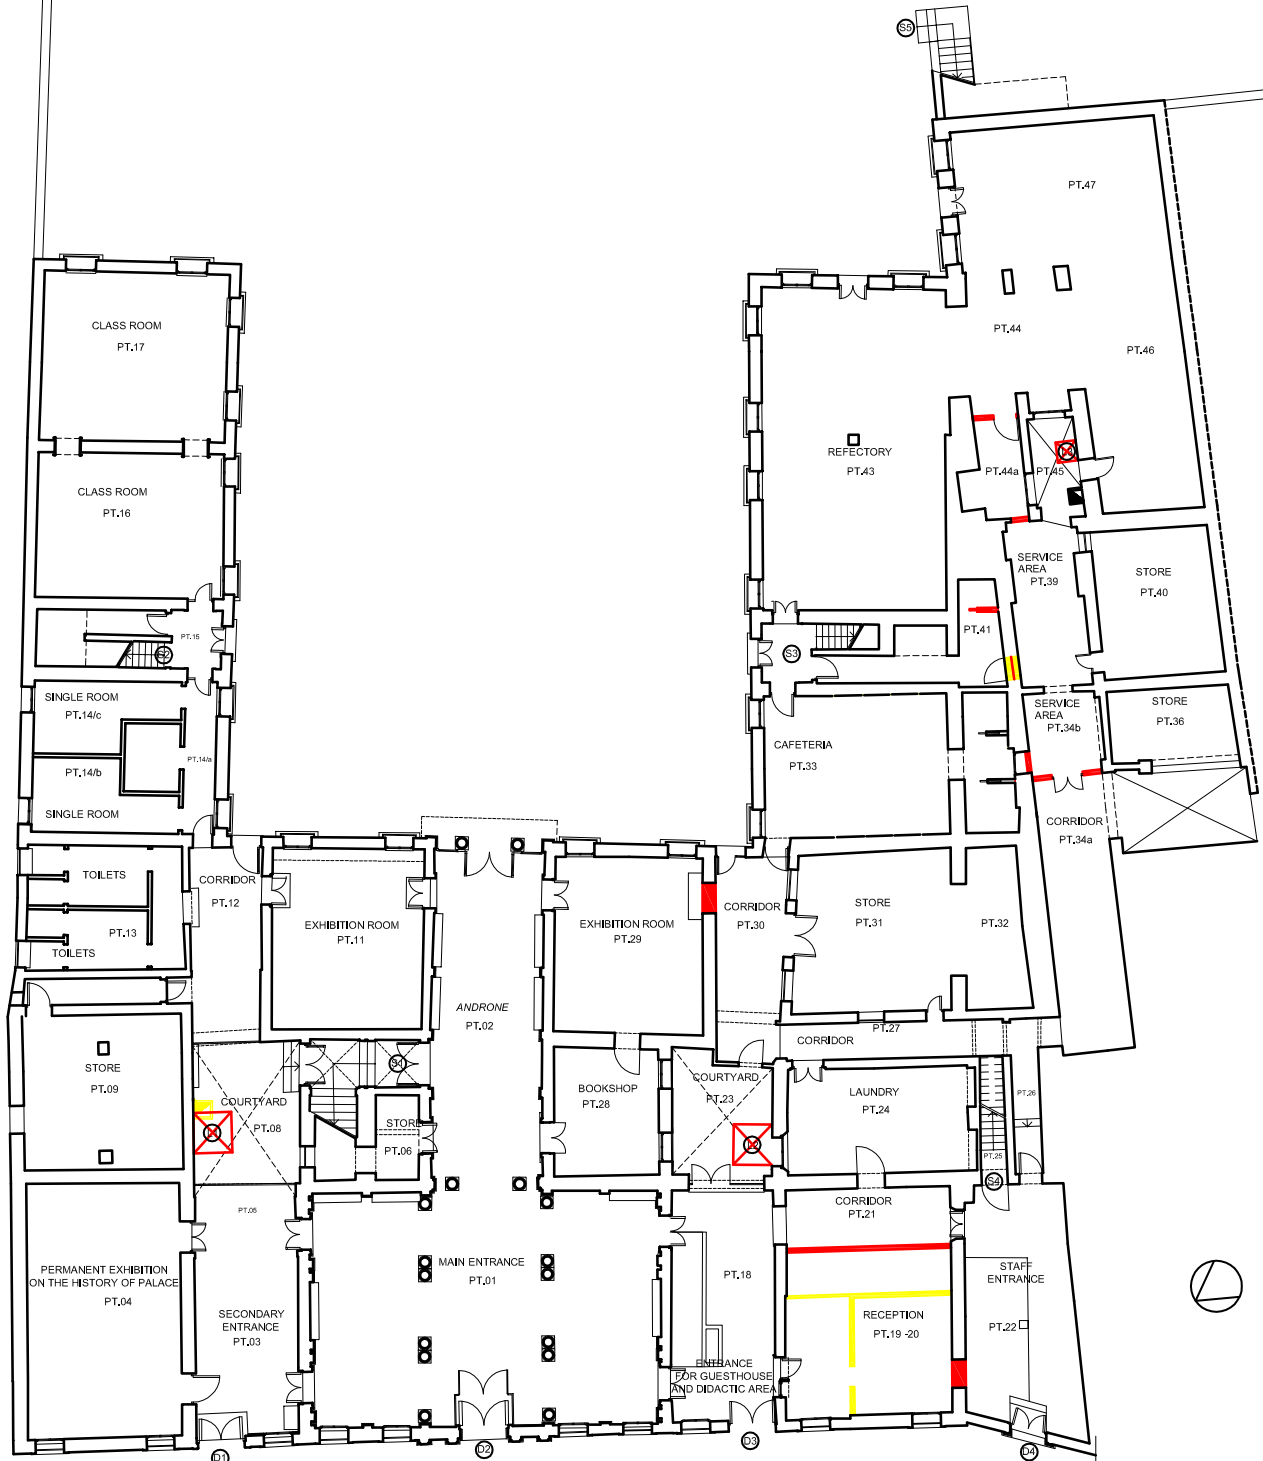 S5
PT.47
CLASS ROOM
PT.17
PT.44
PT.46
REFECTORY
PT.43
PT.44a
PT.45
CLASS ROOM
PT.16
SERVICE
AREA
PT.39
STORE
PT.40
PT.15
S2
S3
PT.41
SINGLE ROOM
PT.14/c
SERVICE
AREA
PT.34b
STORE
PT.36
CAFETERIA
PT.33
PT.14/a
PT.14/b
SINGLE ROOM
CORRIDOR
PT.34a
TOILETS
PT.13
TOILETS
CORRIDOR
PT.12
EXHIBITION ROOM
PT.11
EXHIBITION ROOM
PT.29
CORRIDOR
PT.30
STORE
PT.31
PT.32
ANDRONE
PT.02
PT.27
CORRIDOR
STORE
PT.09
COURTYARD
PT.08
STORE
PT.06
BOOKSHOP
PT.28
COURTYARD
PT.23
LAUNDRY
PT.24
PT.26
PT.25
S4
PT.05
CORRIDOR
PT.21
PERMANENT EXHIBITION
ON THE HISTORY OF PALACE
PT.04
MAIN ENTRANCE
PT.01
PT.18
STAFF
ENTRANCE
PT.22
SECONDARY
ENTRANCE
PT.03
RECEPTION
PT.19 -20
ENTRANCE
FOR GUESTHOUSE
AND DIDACTIC AREA
D1
D2
D3
D4